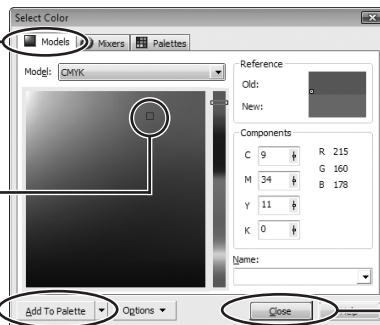 Select Color
Models Mixers Palettes
Model: CMYK
Reference
Old:
New:
Components
C 9 R 215
M 34 G 160
B 178
Y 11
K 0
Name:
Add To Palette Options Close Help